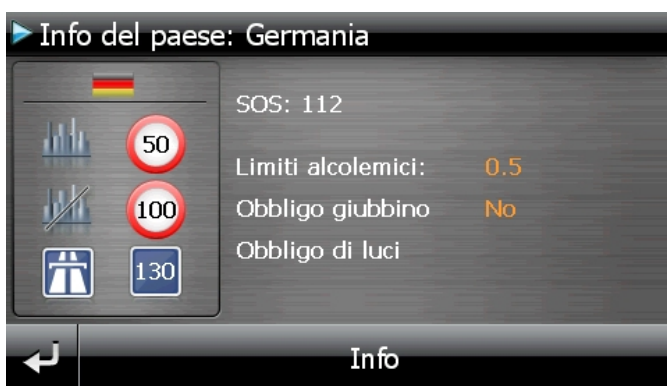 Info del paese: Germania
50
100
130
SOS: 112
Limiti alcolemici: 0.5
Obbligo giubbino No
Obbligo di luci
Info